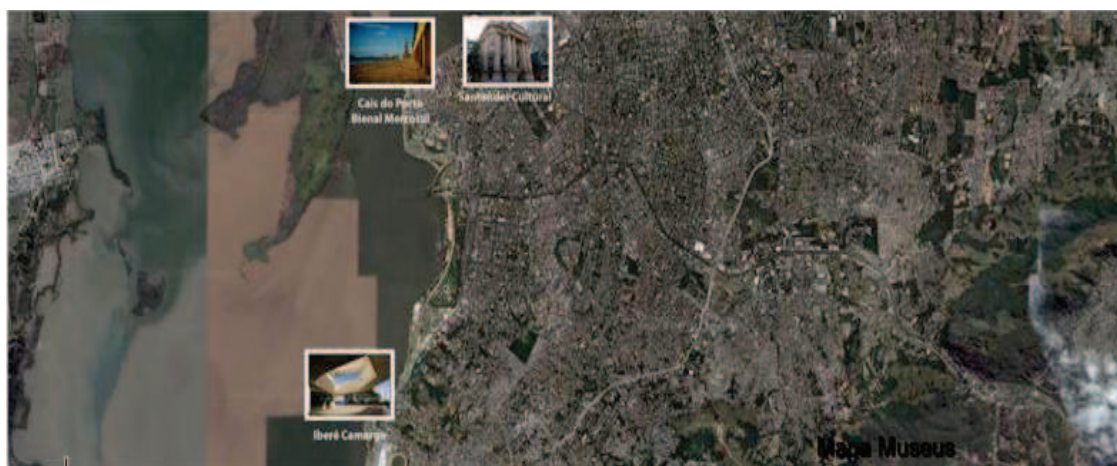 Cais do Porto
Bienal Mercosul
Santander Cultural
Iberê Camargo
Mapa Museus